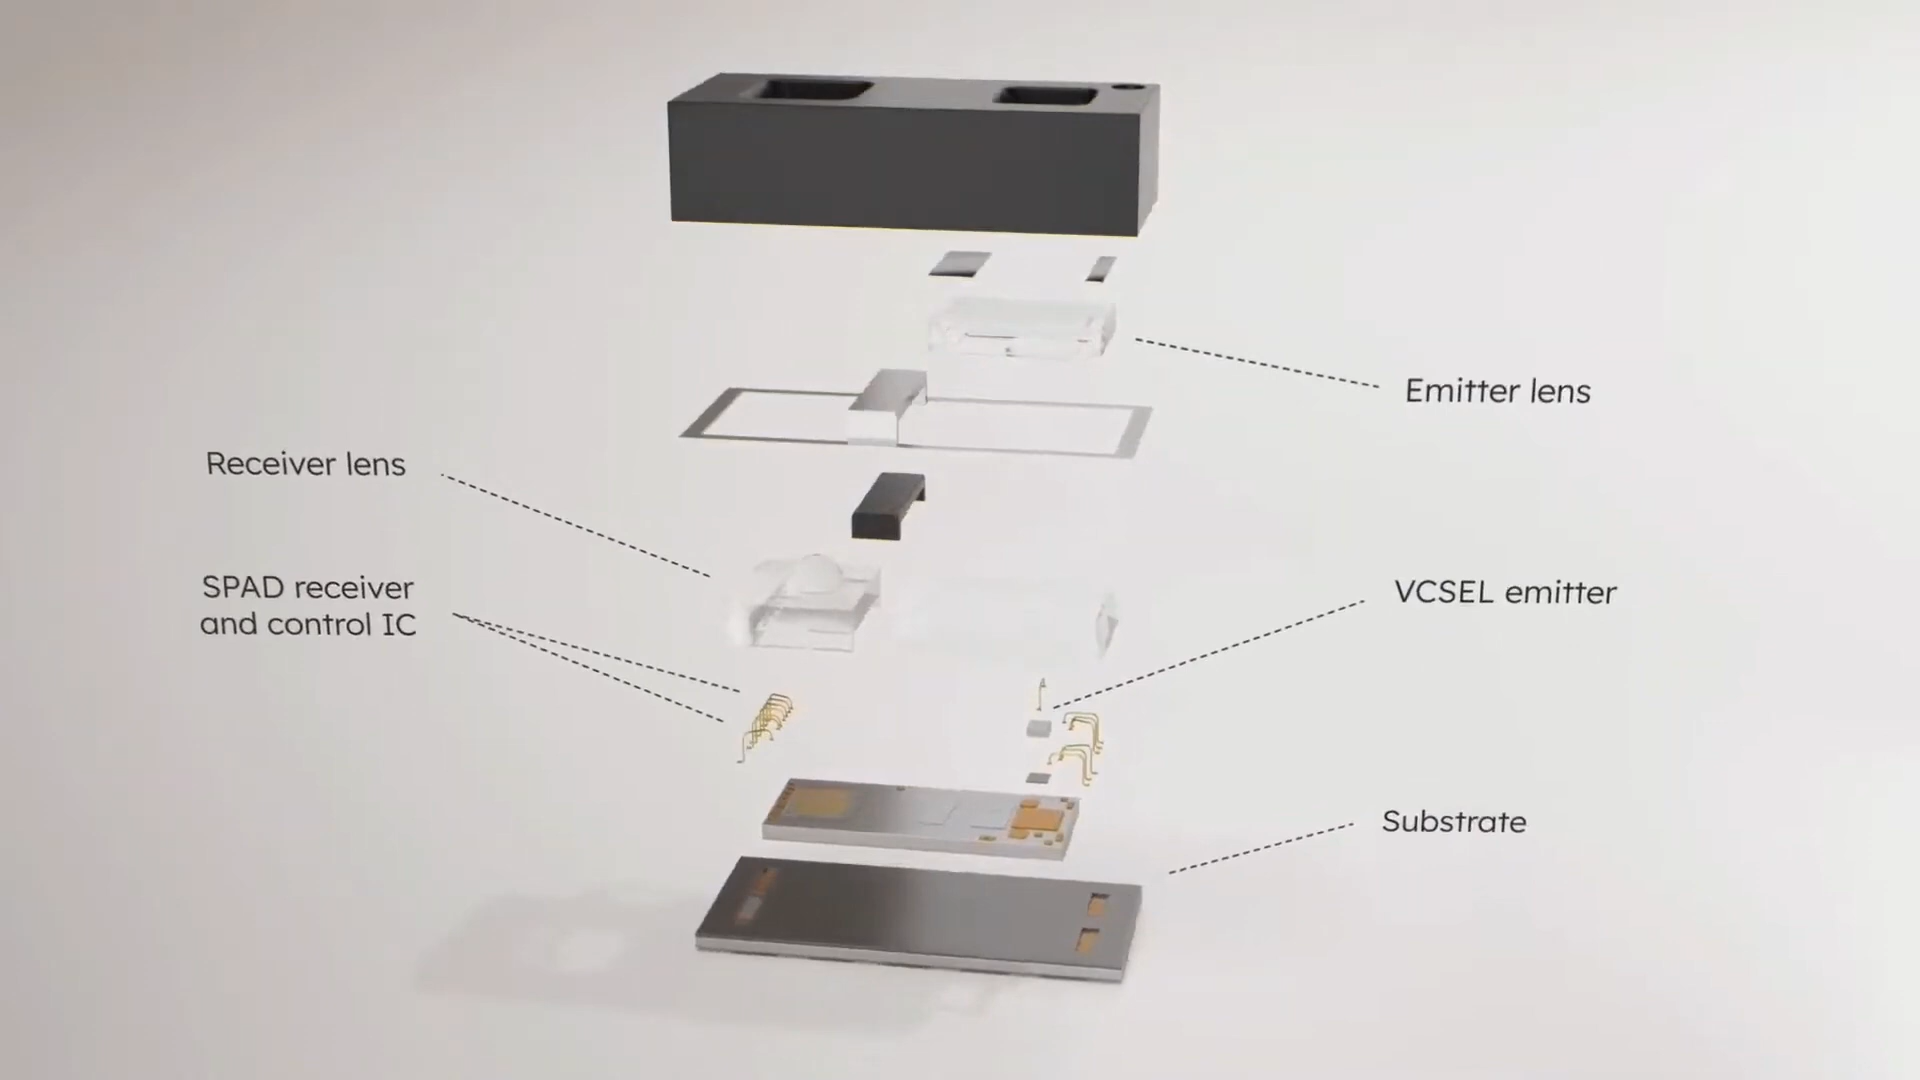 Emitter lens
Receiver lens
SPAD receiver
and control IC
VCSEL emitter
Substrate